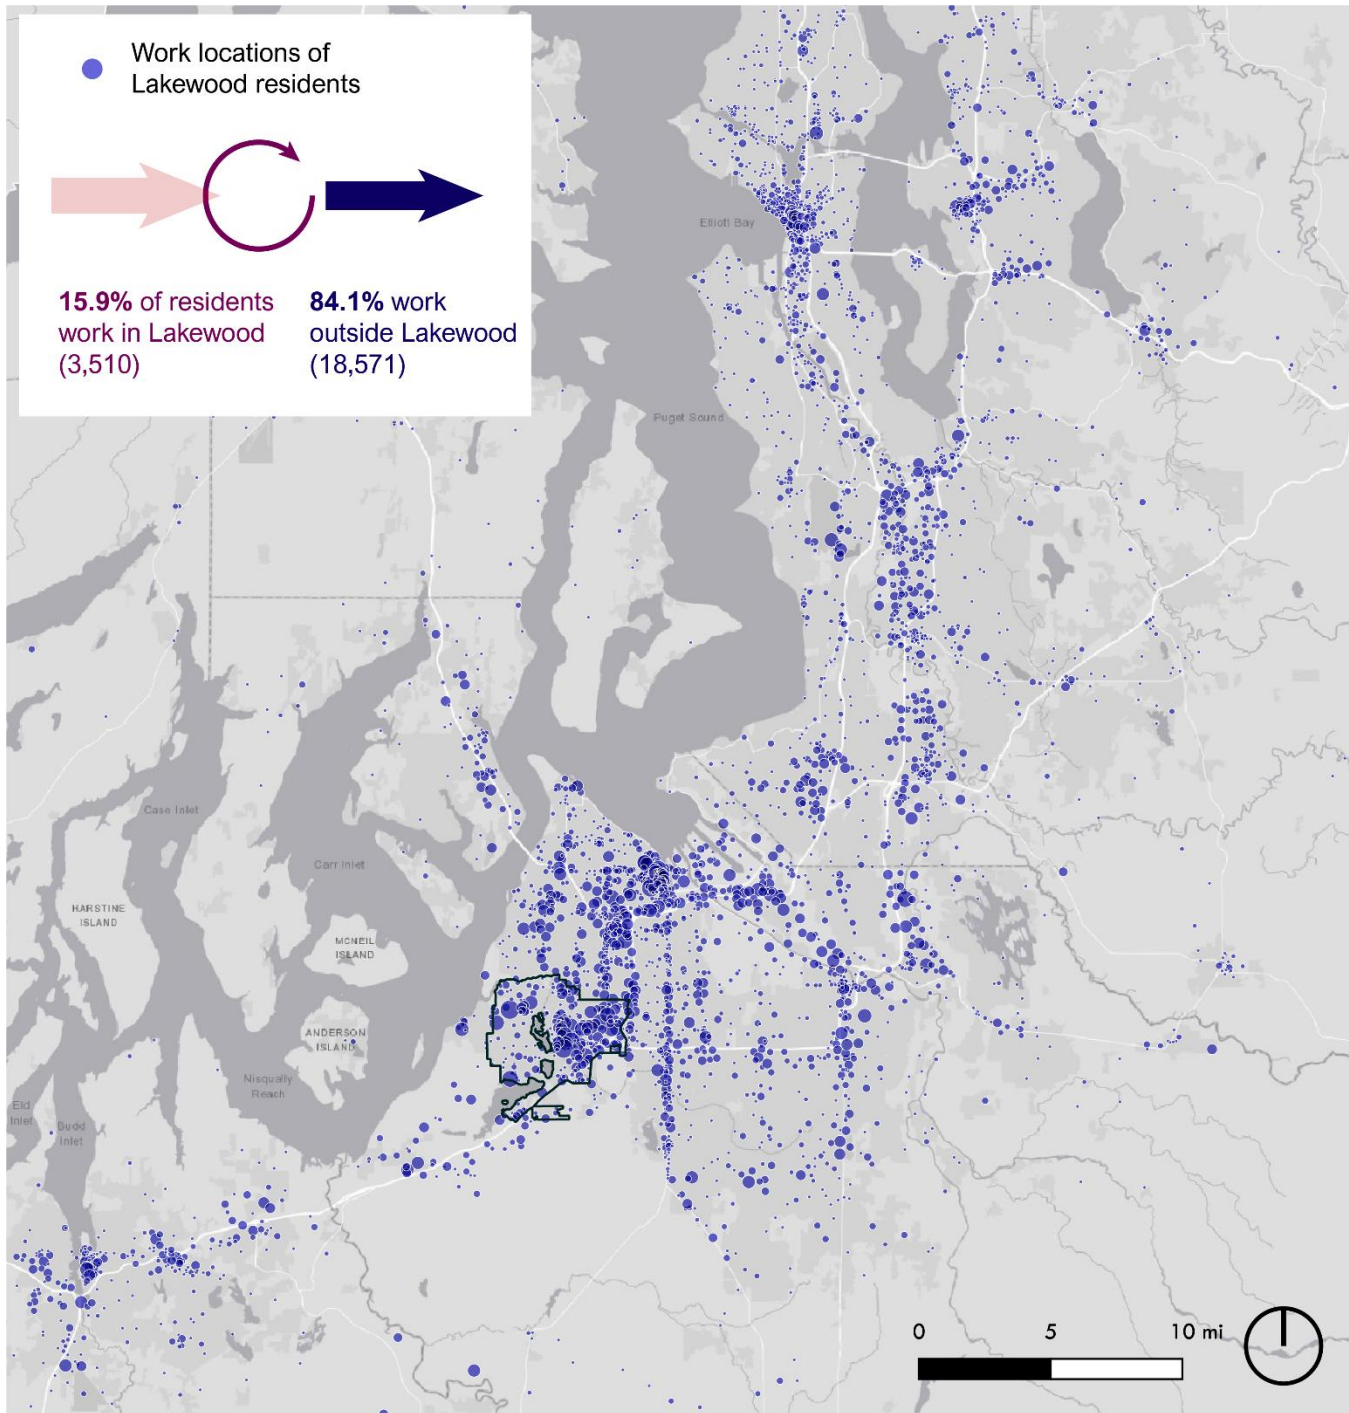 Work locations of
Lakewood residents
15.9% of residents
work in Lakewood
(3,510)
84.1% work
outside Lakewood
(18,571)
Elliott Bay
Puget Sound
Case Inlet
Carr Inlet
HARSTINE
ISLAND
MCNEIL
ISLAND
ANDERSON
ISLAND
Nisqually
Reach
Eld
Inlet
Budd
Inlet
0 5 10 mi